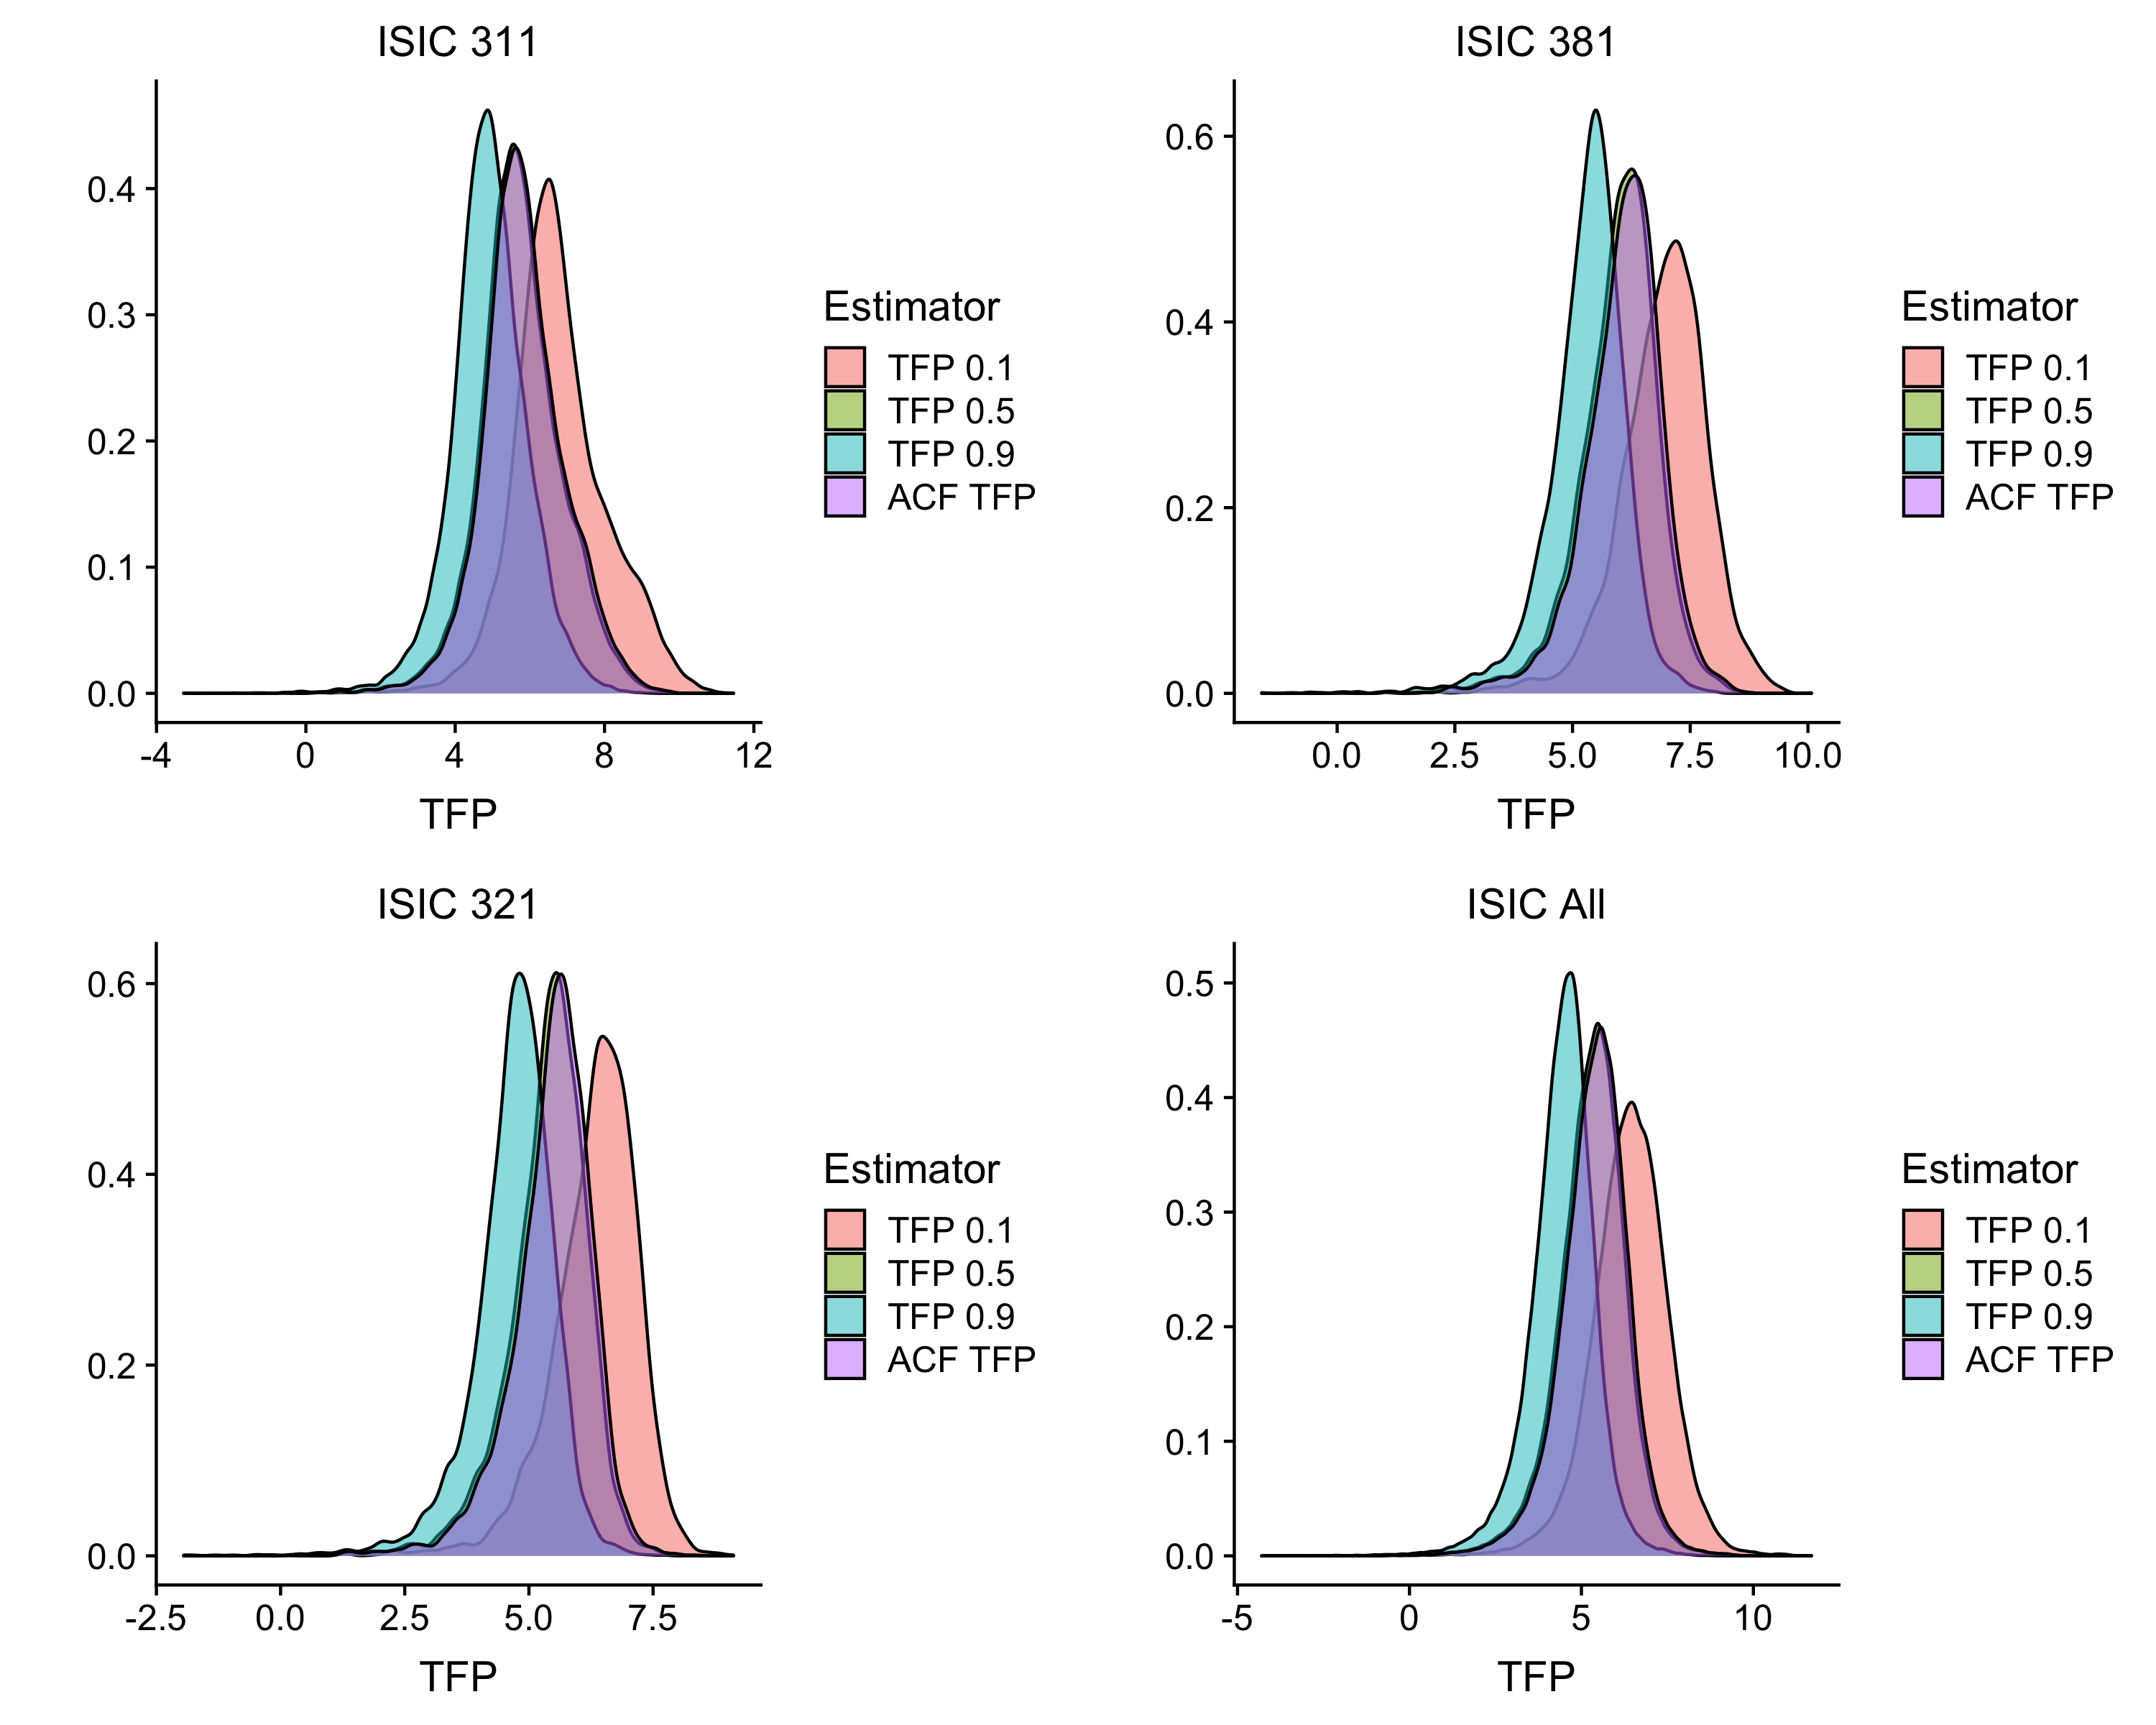 ISIC 311
0.4
0.3
0.2
0.1
0.0
-4 0 4 8 12
TFP
Estimator
TFP 0.1
TFP 0.5
TFP 0.9
ACF TFP
ISIC 381
0.6
0.4
0.2
0.0
0.0 2.5 5.0 7.5 10.0
TFP
Estimator
TFP 0.1
TFP 0.5
TFP 0.9
ACF TFP
ISIC 321
0.6
0.4
0.2
0.0
-2.5 0.0 2.5 5.0 7.5
TFP
Estimator
TFP 0.1
TFP 0.5
TFP 0.9
ACF TFP
ISIC All
0.5
0.4
0.3
0.2
0.1
0.0
-5 0 5 10
TFP
Estimator
TFP 0.1
TFP 0.5
TFP 0.9
ACF TFP